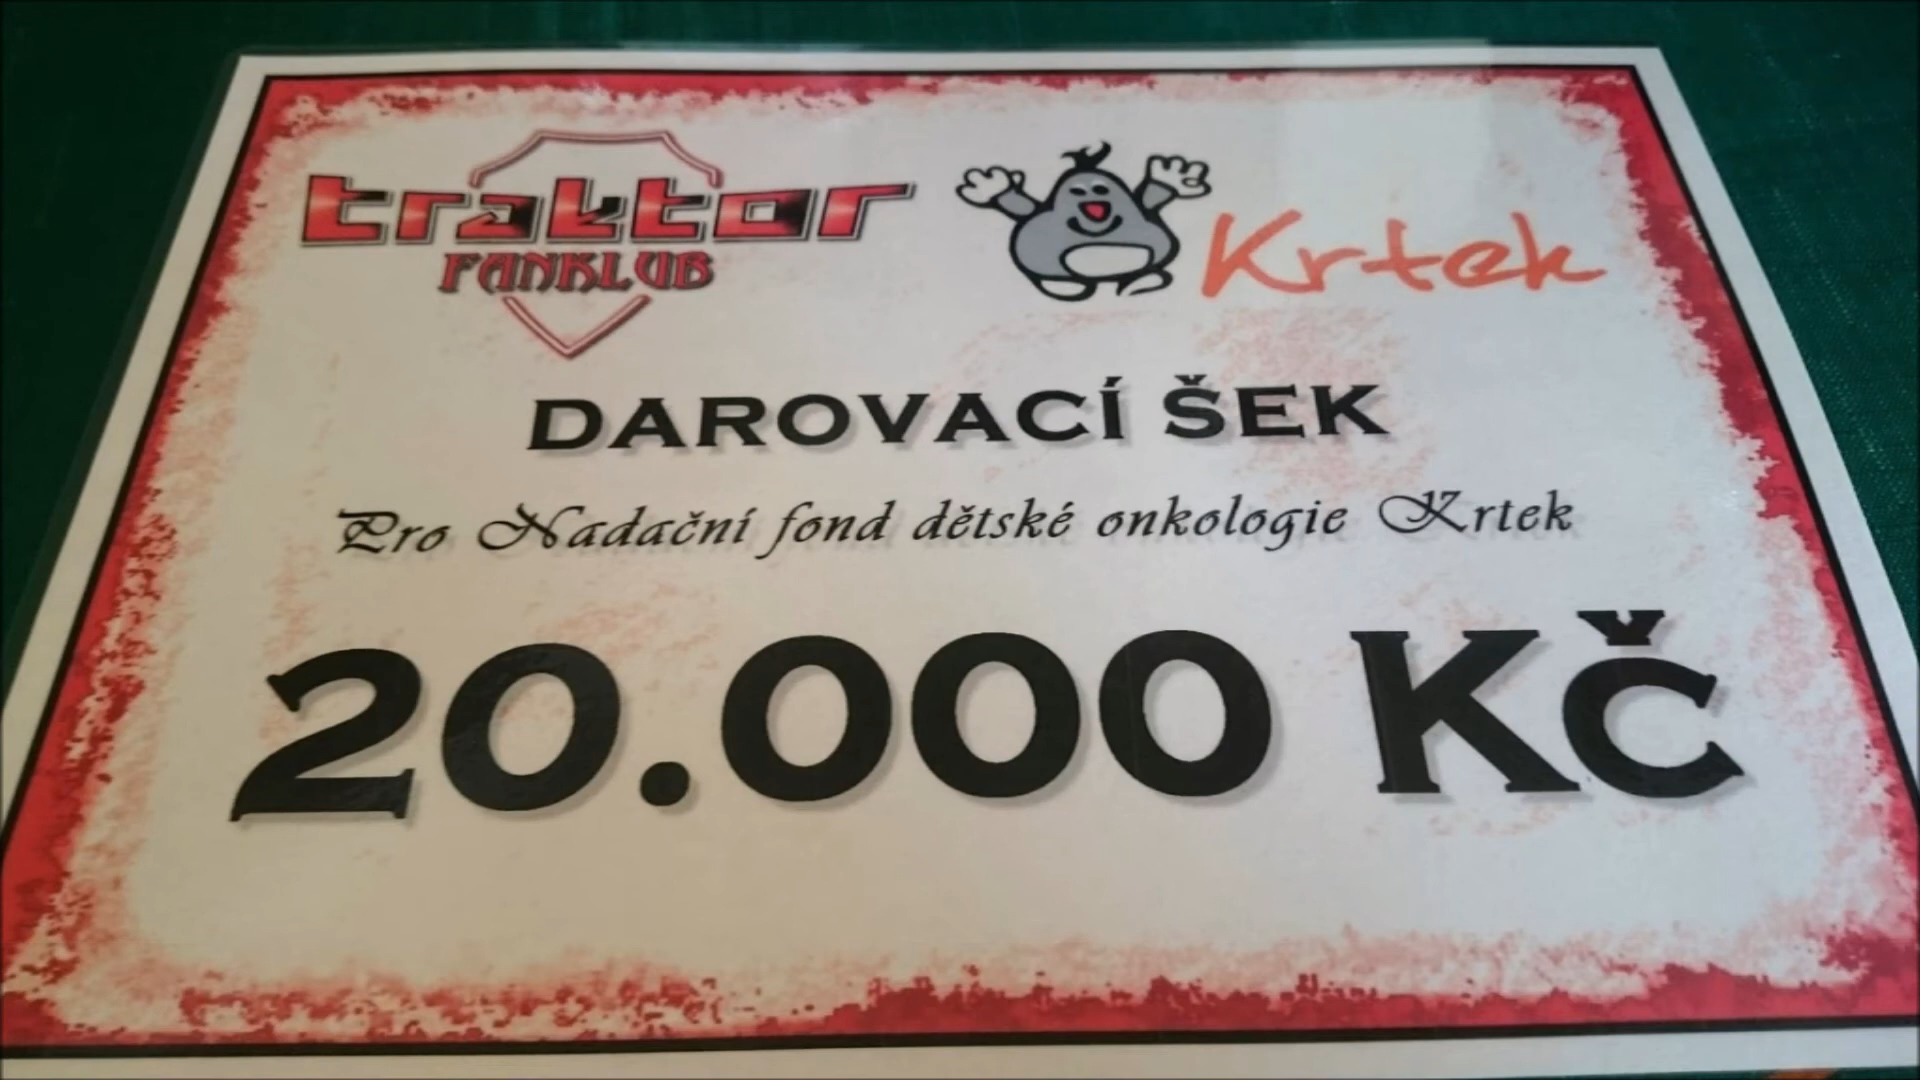 traktor
FANKLUB
Krtek
DAROVACÍ ŠEK
Pro Nadační fond dětské onkologie Krtek
20.000 Kč